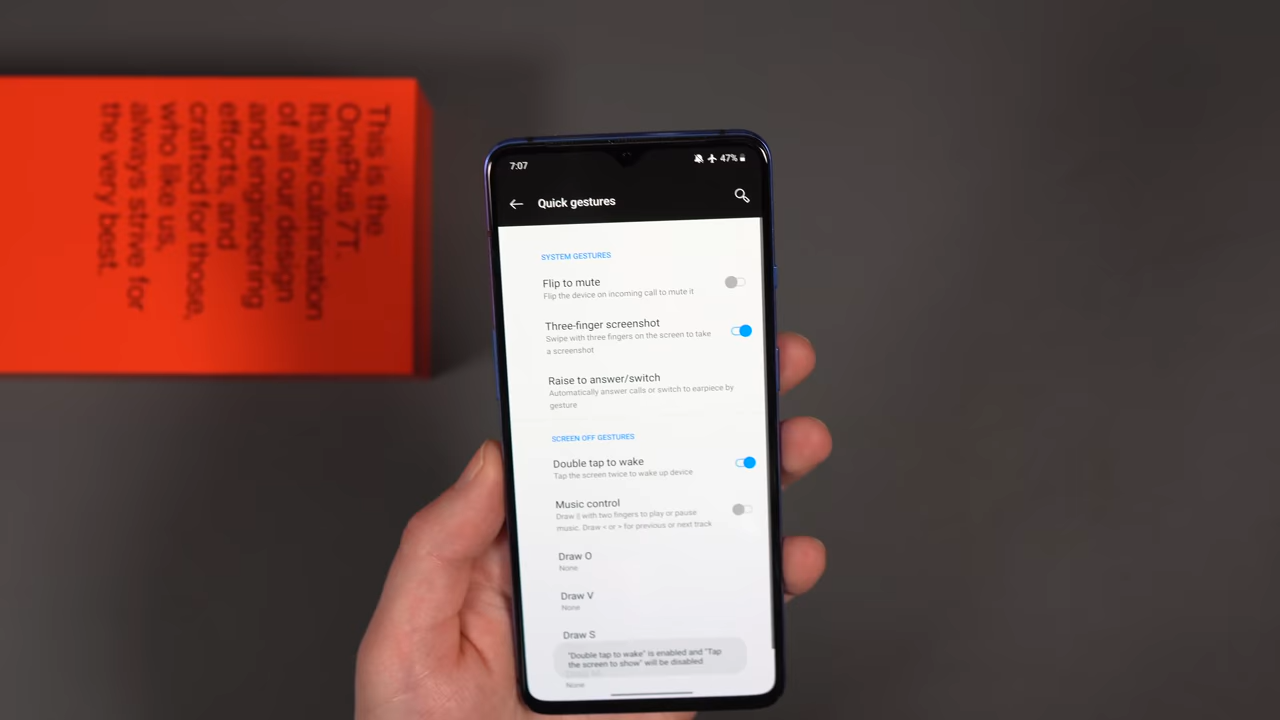 This is the
OnePlus 7T.
It's the culmination
of all our design
and engineering
efforts, and
crafted for those,
who like us,
always strive for
the very best.
7:07
47%
Quick gestures
SYSTEM GESTURES
Flip to mute
Flip the device on incoming call to mute it
Three-finger screenshot
Swipe with three fingers on the screen to take
a screenshot
Raise to answer/switch
Automatically answer calls or switch to earpiece by
gesture
SCREEN OFF GESTURES
Double tap to wake
Tap the screen twice to wake up device
Music control
Draw || with two fingers to play or pause
music. Draw < or > for previous or next track
Draw O
None
Draw V
None
Draw S
"Double tap to wake" is enabled and "Tap
the screen to show" will be disabled
None